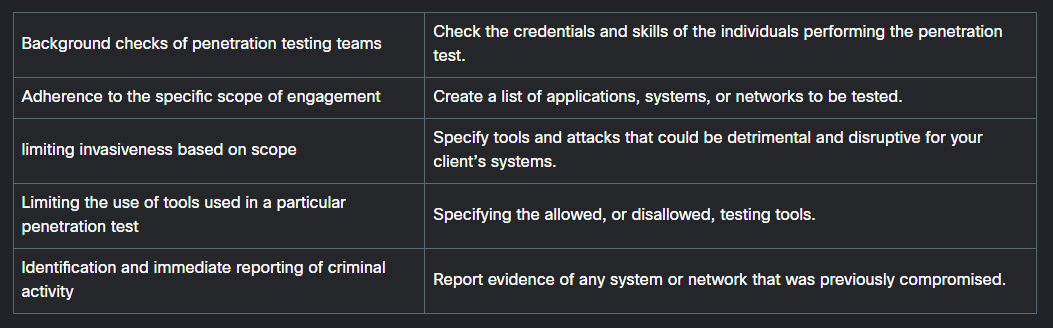 Background checks of penetration testing teams
Check the credentials and skills of the individuals performing the penetration
test.
Adherence to the specific scope of engagement
Create a list of applications, systems, or networks to be tested.
limiting invasiveness based on scope
Specify tools and attacks that could be detrimental and disruptive for your
client’s systems.
Limiting the use of tools used in a particular
penetration test
Specifying the allowed, or disallowed, testing tools.
Identification and immediate reporting of criminal
activity
Report evidence of any system or network that was previously compromised.